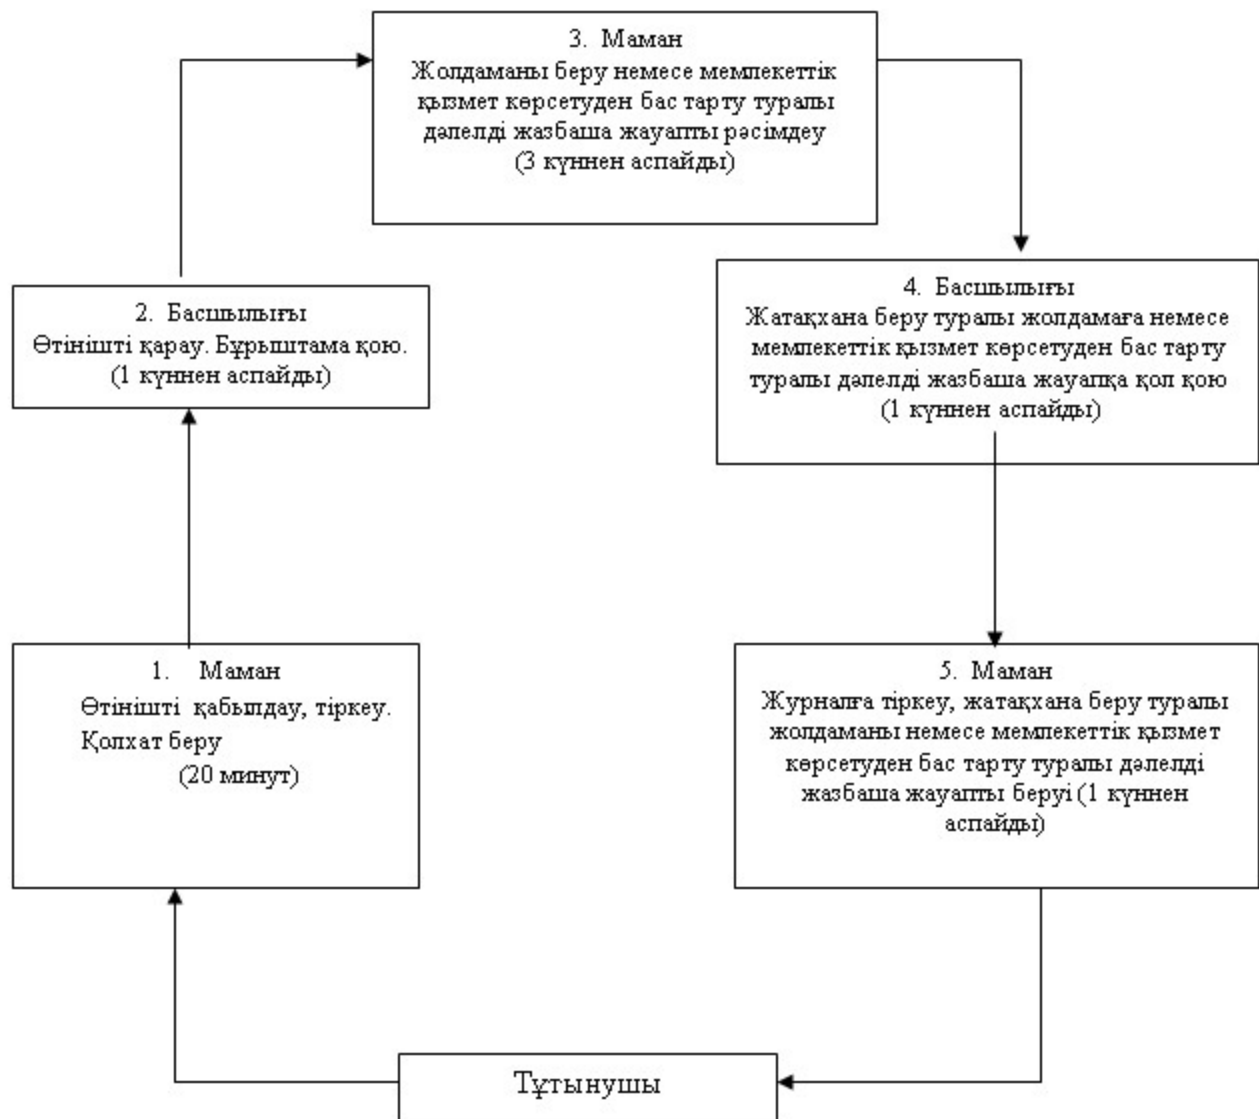 3. Маман
Жолдаманы беру немесе мемлекеттік
қызмет көрсетуден бас тарту туралы
дәлелді жазбаша жауапты рәсімдеу
(3 күннен аспайды)
2. Басшылығы
Өтінішті қарау. Бұрыштама қою.
(1 күннен аспайды)
4. Басшылығы
Жатақхана беру туралы жолдамаға немесе
мемлекеттік қызмет көрсетуден бас тарту
туралы дәлелді жазбаша жауапқа қол қою
(1 күннен аспайды)
1. Маман
Өтінішті қабылдау, тіркеу.
Қолхат беру
(20 минут)
5. Маман
Журналға тіркеу, жатақхана беру туралы
жолдаманы немесе мемлекеттік қызмет
көрсетуден бас тарту туралы дәлелді
жазбаша жауапты беруі (1 күннен
аспайды)
Тұтынушы